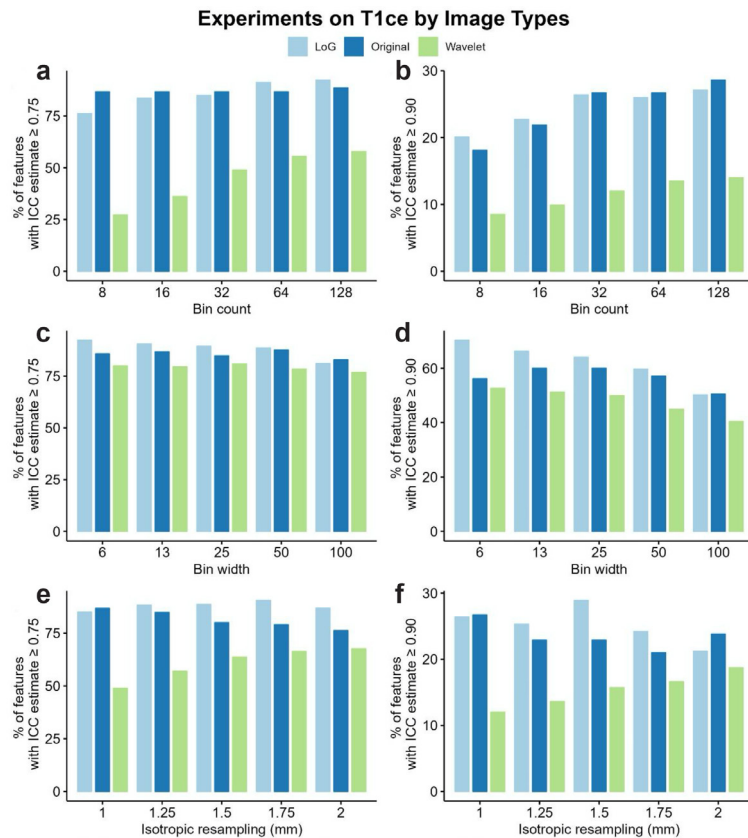 Experiments on T1ce by Image Types
LoG Original Wavelet
a
% of features
with ICC estimate ≥ 0.75
75
50
25
0
8 16 32 64 128
Bin count
b
% of features
with ICC estimate ≥ 0.90
30
20
10
0
8 16 32 64 128
Bin count
c
% of features
with ICC estimate ≥ 0.75
75
50
25
0
6 13 25 50 100
Bin width
d
% of features
with ICC estimate ≥ 0.90
60
40
20
0
6 13 25 50 100
Bin width
e
% of features
with ICC estimate ≥ 0.75
75
50
25
0
1 1.25 1.5 1.75 2
Isotropic resampling (mm)
f
% of features
with ICC estimate ≥ 0.90
30
20
10
0
1 1.25 1.5 1.75 2
Isotropic resampling (mm)